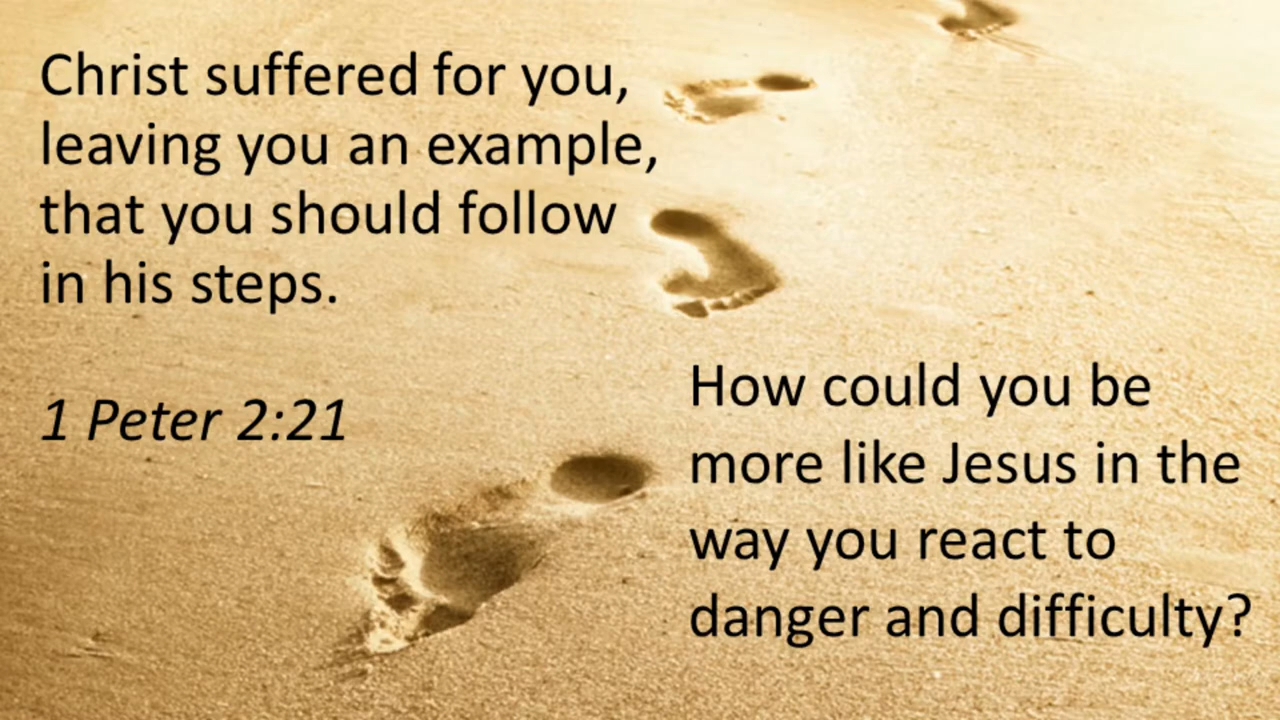 Christ suffered for you,
leaving you an example,
that you should follow
in his steps.
1 Peter 2:21
How could you be
more like Jesus in the
way you react to
danger and difficulty?